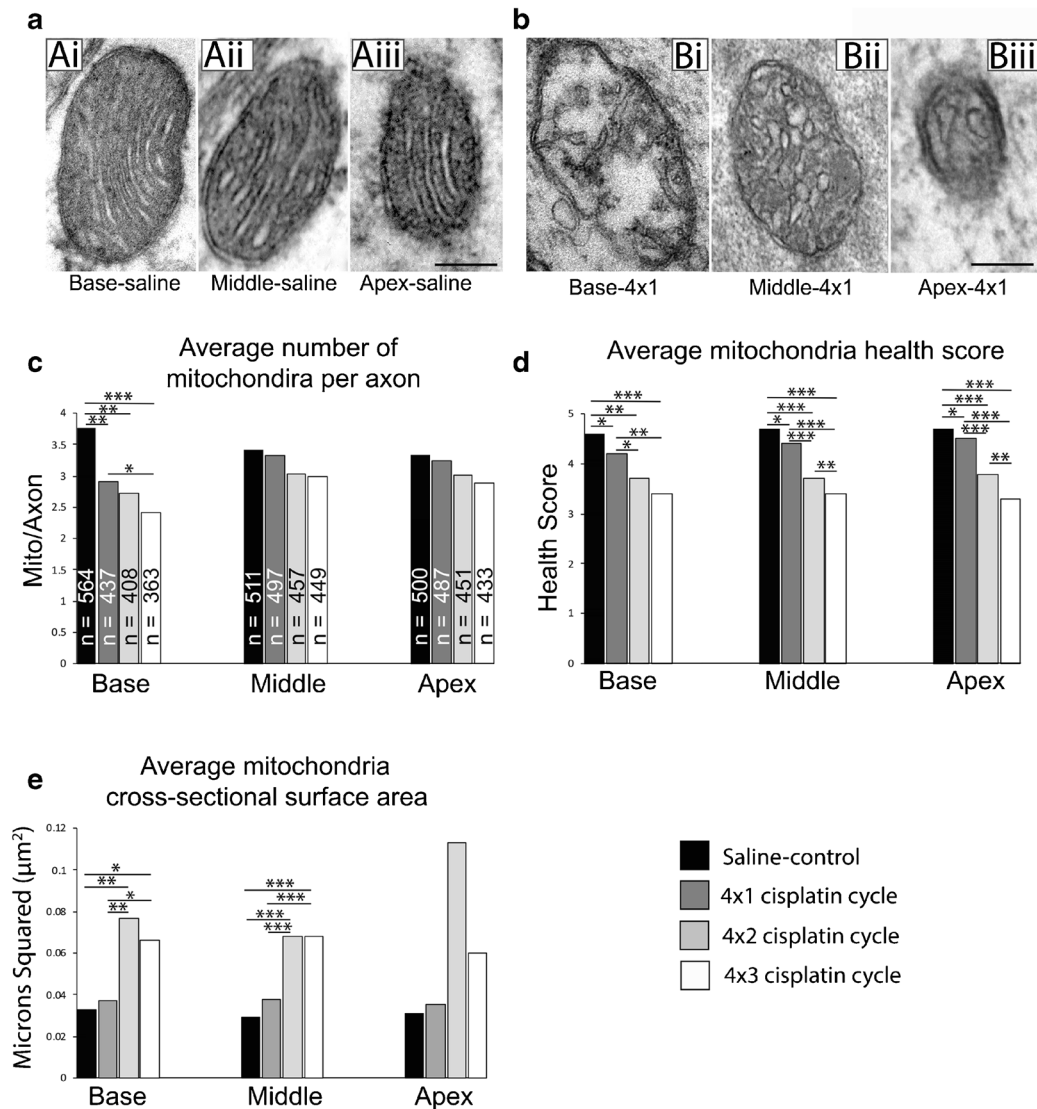 a
b
Ai
Aii
Aiii
Bi
Bii
Biii
Base-saline
Middle-saline
Apex-saline
Base-4x1
Middle-4x1
Apex-4x1
c
Average number of
mitochondira per axon
4
3.5
3
2.5
2
1.5
1
0.5
0
Mito/Axon
***
**
**
*
n = 564
n = 437
n = 408
n = 363
n = 511
n = 497
n = 457
n = 449
n = 500
n = 487
n = 451
n = 433
Base
Middle
Apex
d
Average mitochondria health score
5
4
3
2
1
0
Health Score
***
**
*
**
*
***
***
*
***
***
**
***
***
*
***
***
**
Base
Middle
Apex
e
Average mitochondria
cross-sectional surface area
0.12
0.1
0.08
0.06
0.04
0.02
0
Microns Squared (µm²)
*
**
*
**
***
***
***
***
Base
Middle
Apex
Saline-control
4x1 cisplatin cycle
4x2 cisplatin cycle
4x3 cisplatin cycle